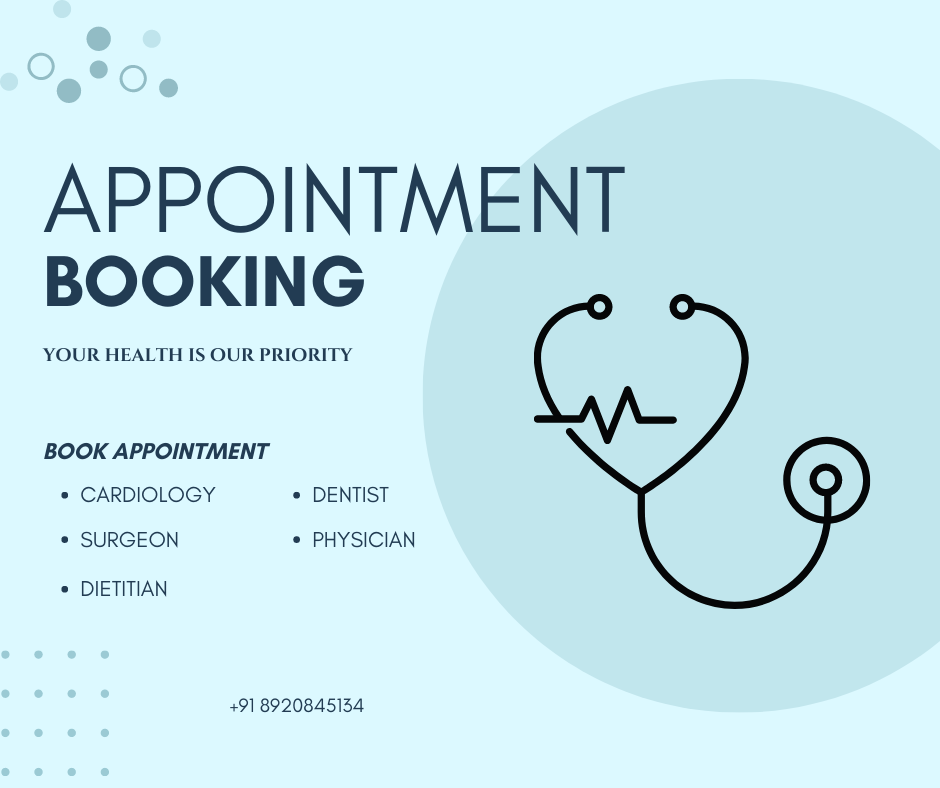 APPOINTMENT
BOOKING
YOUR HEALTH IS OUR PRIORITY
BOOK APPOINTMENT
• CARDIOLOGY
• SURGEON
• DIETITIAN
• DENTIST
• PHYSICIAN
+91 8920845134